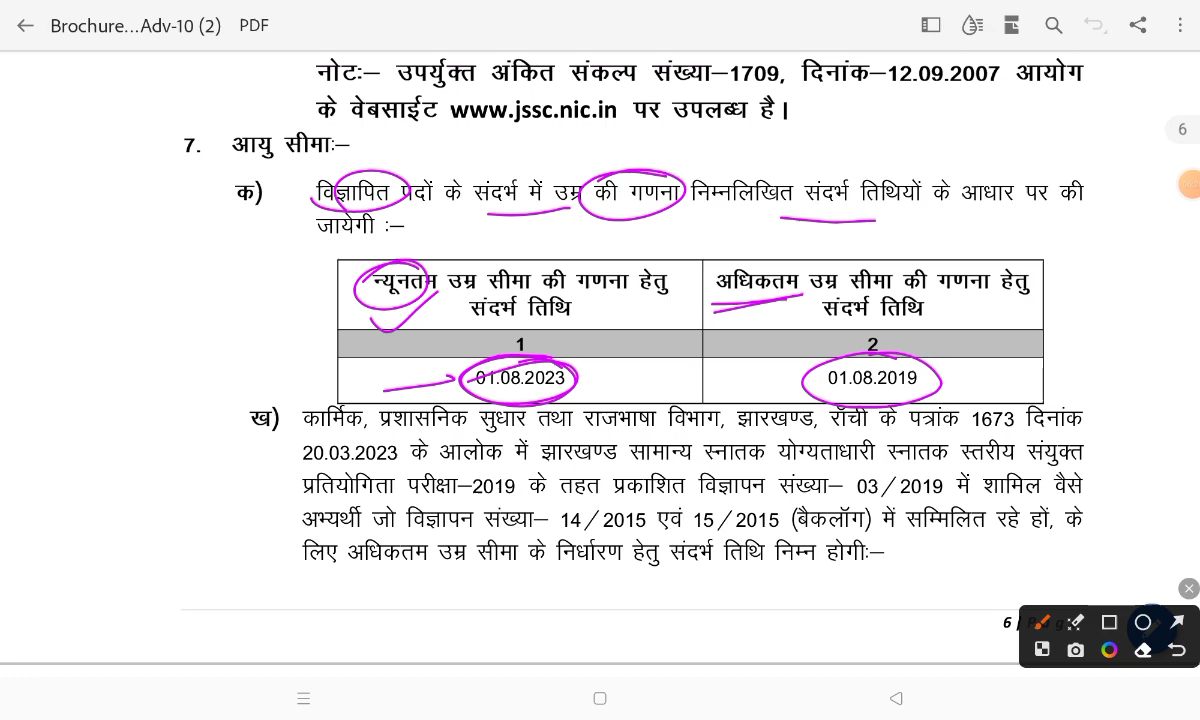 Brochure...Adv-10 (2) PDF
नोटः– उपर्युक्त अंकित संकल्प संख्या–1709, दिनांक–12.09.2007 आयोग
के वेबसाईट www.jssc.nic.in पर उपलब्ध है।
6
7. आयु सीमाः–
क) विज्ञापित पदों के संदर्भ में उम्र की गणना निम्नलिखित संदर्भ तिथियों के आधार पर की
जायेगी :–
न्यूनतम उम्र सीमा की गणना हेतु
संदर्भ तिथि
अधिकतम उम्र सीमा की गणना हेतु
संदर्भ तिथि
1 2
01.08.2023 01.08.2019
ख) कार्मिक, प्रशासनिक सुधार तथा राजभाषा विभाग, झारखण्ड, राँची के पत्रांक 1673 दिनांक
20.03.2023 के आलोक में झारखण्ड सामान्य स्नातक योग्यताधारी स्नातक स्तरीय संयुक्त
प्रतियोगिता परीक्षा–2019 के तहत प्रकाशित विज्ञापन संख्या– 03/2019 में शामिल वैसे
अभ्यर्थी जो विज्ञापन संख्या– 14/2015 एवं 15/2015 (बैकलॉग) में सम्मिलित रहे हों, के
लिए अधिकतम उम्र सीमा के निर्धारण हेतु संदर्भ तिथि निम्न होगीः–
6 |